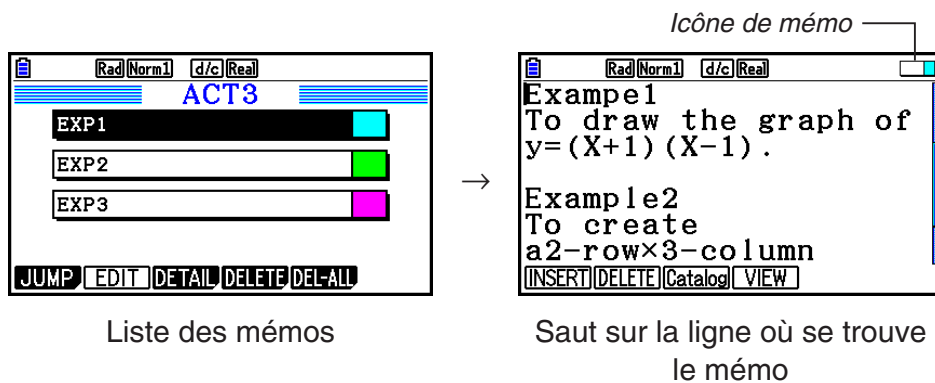 Icône de mémo
Rad Norm1 d/c Real
ACT3
EXP1
EXP2
EXP3
JUMP EDIT DETAIL DELETE DEL-ALL
Liste des mémos
→
Rad Norm1 d/c Real
Exampe1
To draw the graph of
y=(X+1)(X−1).
Example2
To create
a2−row×3−column
INSERT DELETE Catalog VIEW
Saut sur la ligne où se trouve
le mémo